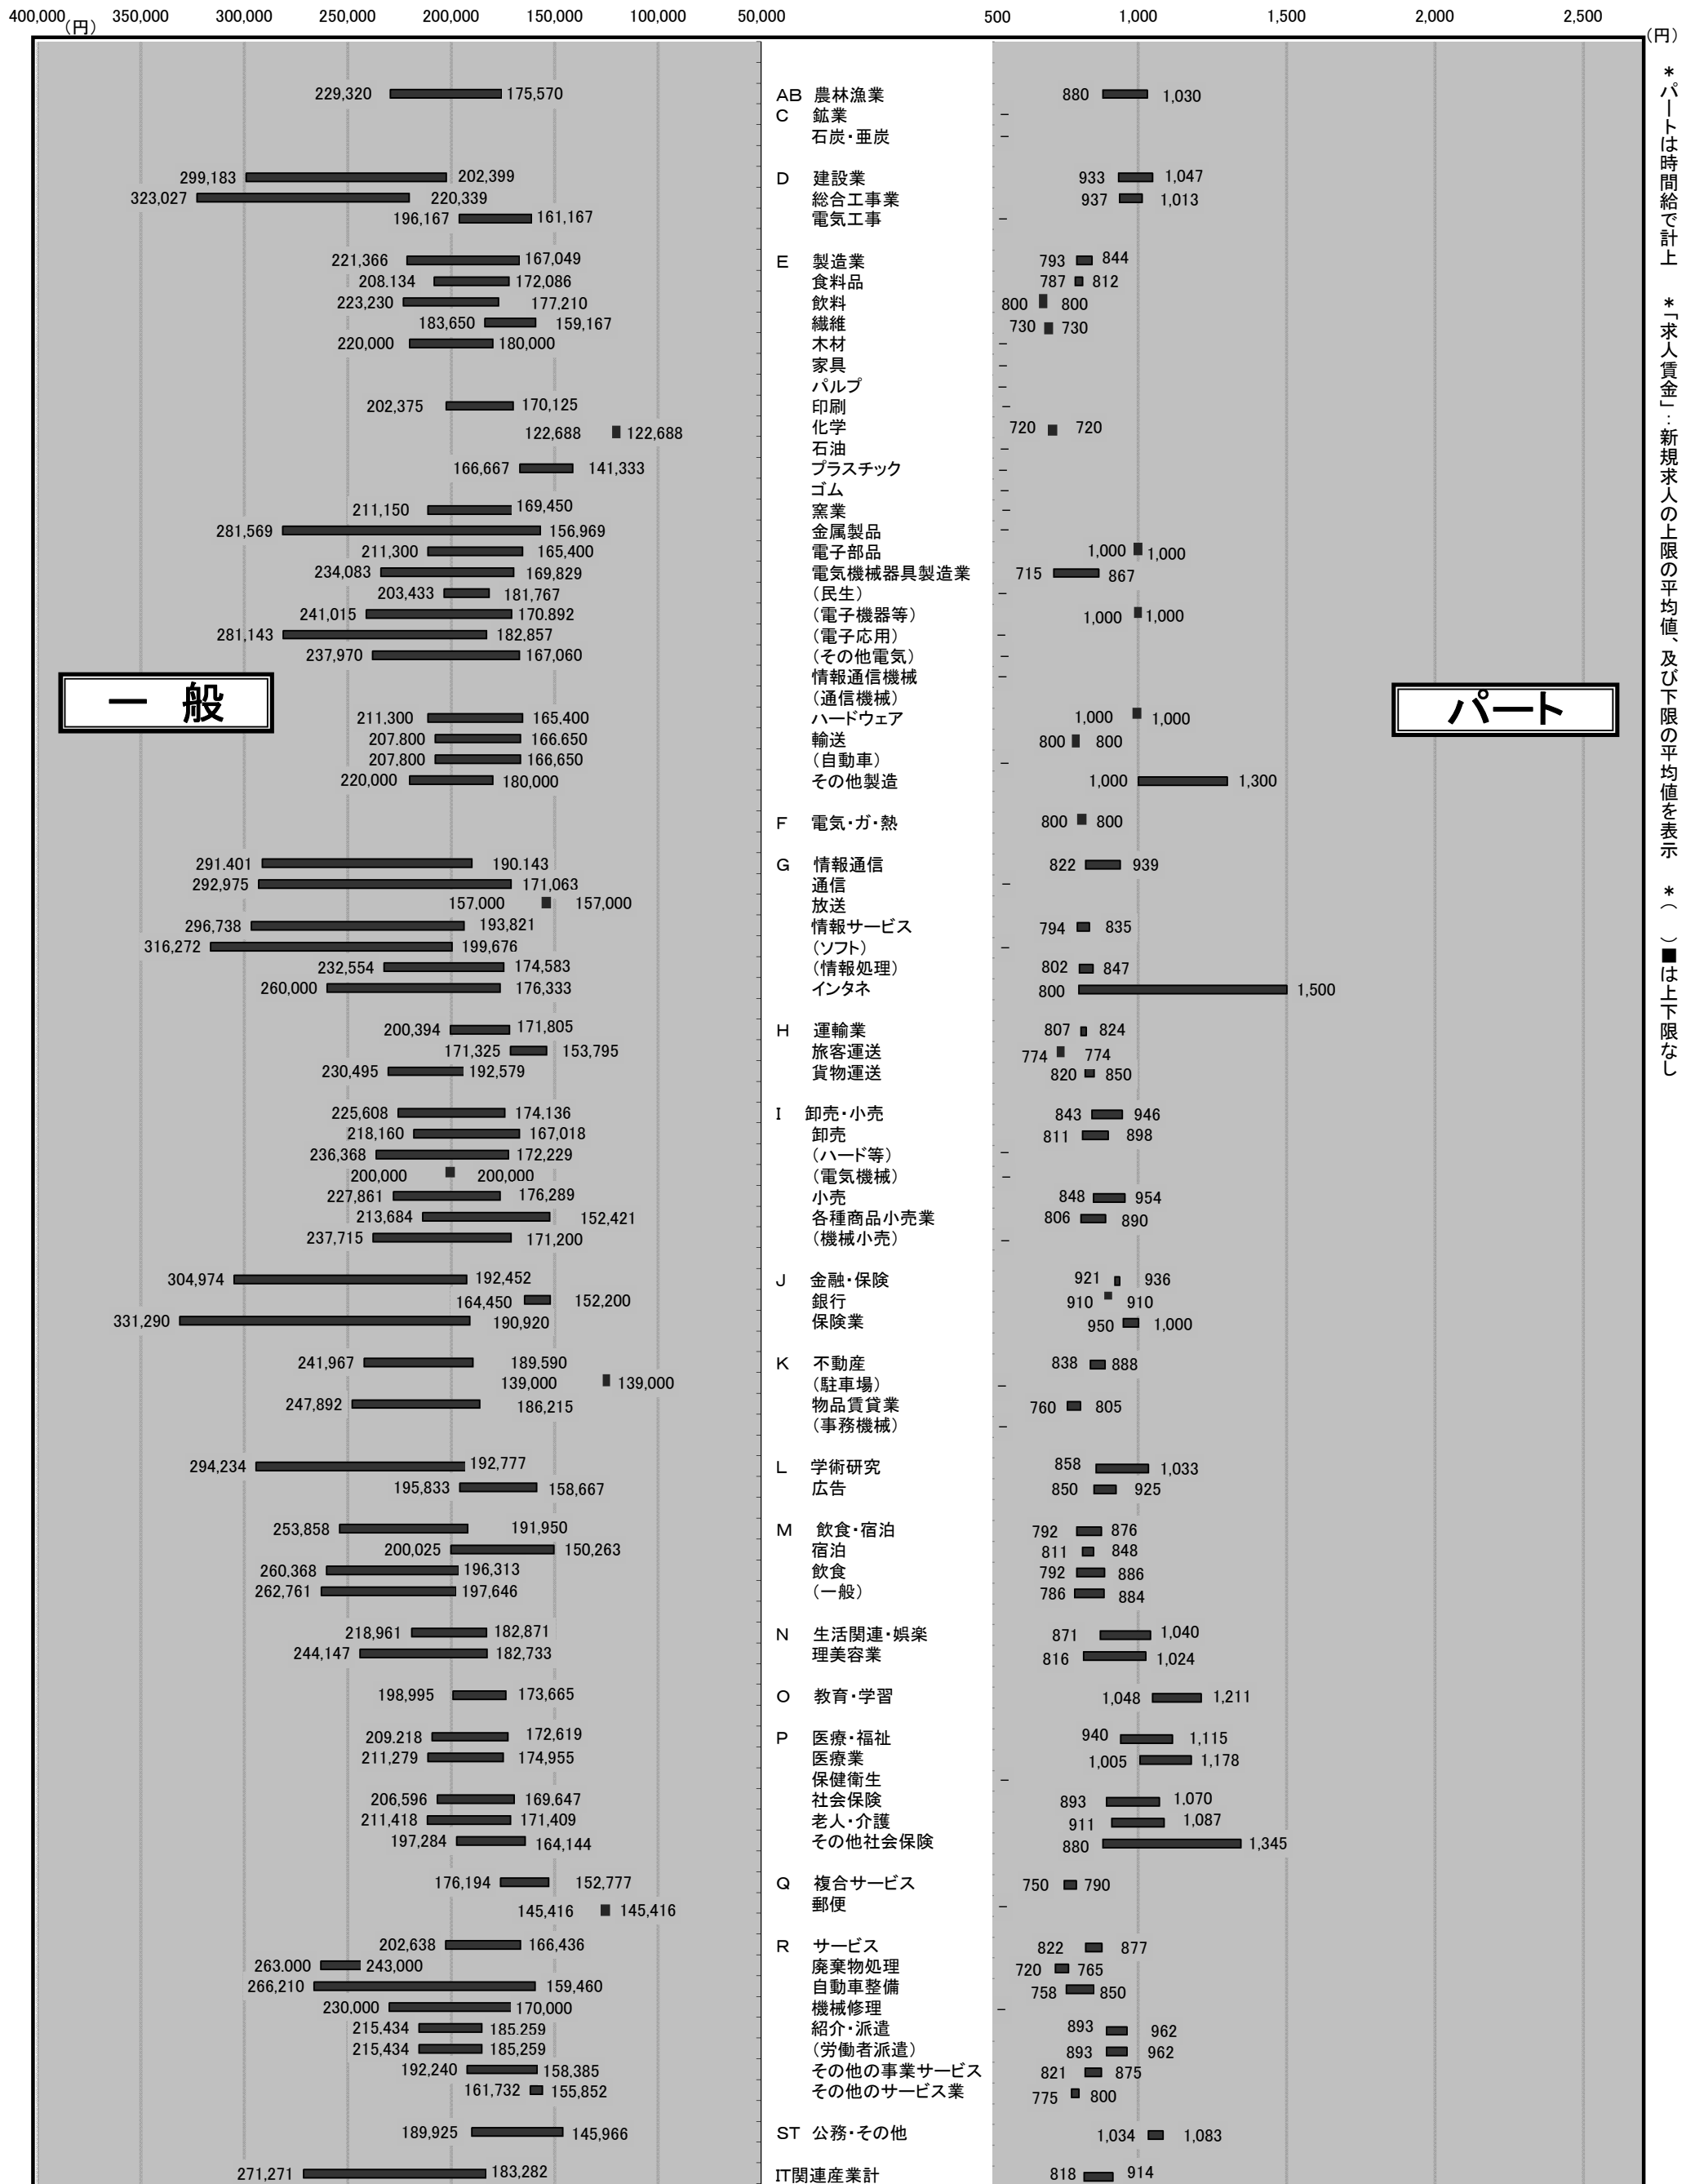 400,000 350,000 300,000 250,000 200,000 150,000 100,000 50,000 500 1,000 1,500 2,000 2,500
(円) (円)
229,320 175,570 AB 農林漁業 880 1,030
C 鉱業 －
石炭・亜炭 －
299,183 202,399 D 建設業 933 1,047
323,027 220,339 総合工事業 937 1,013
196,167 161,167 電気工事 －
221,366 167,049 E 製造業 793 844
208.134 172,086 食料品 787 812
223,230 177,210 飲料 800 800
183,650 159,167 繊維 730 730
220,000 180,000 木材 －
家具 －
パルプ －
202,375 170,125 印刷 －
122,688 122,688 化学 720 720
石油 －
166,667 141,333 プラスチック －
ゴム －
211,150 169,450 窯業 －
281,569 156,969 金属製品 －
211,300 165,400 電子部品 1,000 1,000
234,083 169,829 電気機械器具製造業 715 867
203,433 181,767 （民生） －
241,015 170,892 （電子機器等） 1,000 1,000
281,143 182,857 （電子応用） －
237,970 167,060 （その他電気） －
情報通信機械 －
（通信機械）
一 般
パート
211,300 165,400 ハードウェア 1,000 1,000
207,800 166,650 輸送 800 800
207,800 166,650 （自動車） －
220,000 180,000 その他製造 1,000 1,300
F 電気・ガ・熱 800 800
291,401 190,143 G 情報通信 822 939
292,975 171,063 通信 －
157,000 157,000 放送
296,738 193,821 情報サービス 794 835
316,272 199,676 （ソフト） －
232,554 174,583 （情報処理） 802 847
260,000 176,333 インタネ 800 1,500
200,394 171,805 H 運輸業 807 824
171,325 153,795 旅客運送 774 774
230,495 192,579 貨物運送 820 850
225,608 174,136 I 卸売・小売 843 946
218,160 167,018 卸売 811 898
236,368 172,229 （ハード等） －
200,000 200,000 （電気機械） －
227,861 176,289 小売 848 954
213,684 152,421 各種商品小売業 806 890
237,715 171,200 （機械小売） －
304,974 192,452 J 金融・保険 921 936
164,450 152,200 銀行 910 910
331,290 190,920 保険業 950 1,000
241,967 189,590 K 不動産 838 888
139,000 139,000 （駐車場） －
247,892 186,215 物品賃貸業 760 805
（事務機械） －
294,234 192,777 L 学術研究 858 1,033
195,833 158,667 広告 850 925
253,858 191,950 M 飲食・宿泊 792 876
200,025 150,263 宿泊 811 848
260,368 196,313 飲食 792 886
262,761 197,646 （一般） 786 884
218,961 182,871 N 生活関連・娯楽 871 1,040
244,147 182,733 理美容業 816 1,024
198,995 173,665 O 教育・学習 1,048 1,211
209.218 172,619 P 医療・福祉 940 1,115
211,279 174,955 医療業 1,005 1,178
保健衛生 －
206,596 169,647 社会保険 893 1,070
211,418 171,409 老人・介護 911 1,087
197,284 164,144 その他社会保険 880 1,345
176,194 152,777 Q 複合サービス 750 790
145,416 145,416 郵便 －
202,638 166,436 R サービス 822 877
263.000 243,000 廃棄物処理 720 765
266,210 159,460 自動車整備 758 850
230,000 170,000 機械修理 －
215,434 185,259 紹介・派遣 893 962
215,434 185,259 （労働者派遣） 893 962
192,240 158,385 その他の事業サービス 821 875
161,732 155,852 その他のサービス業 775 800
189,925 145,966 ST 公務・その他 1,034 1,083
271,271 183,282 IT関連産業計 818 914
＊パートは時間給で計上　＊「求人賃金」：新規求人の上限の平均値、及び下限の平均値を表示　＊（　）■は上下限なし